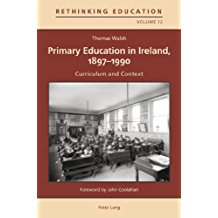 RETHINKING EDUCATION
VOLUME 12
Thomas Walsh
Primary Education in Ireland,
1897–1990
Curriculum and Context
Foreword by John Coolahan
Peter Lang